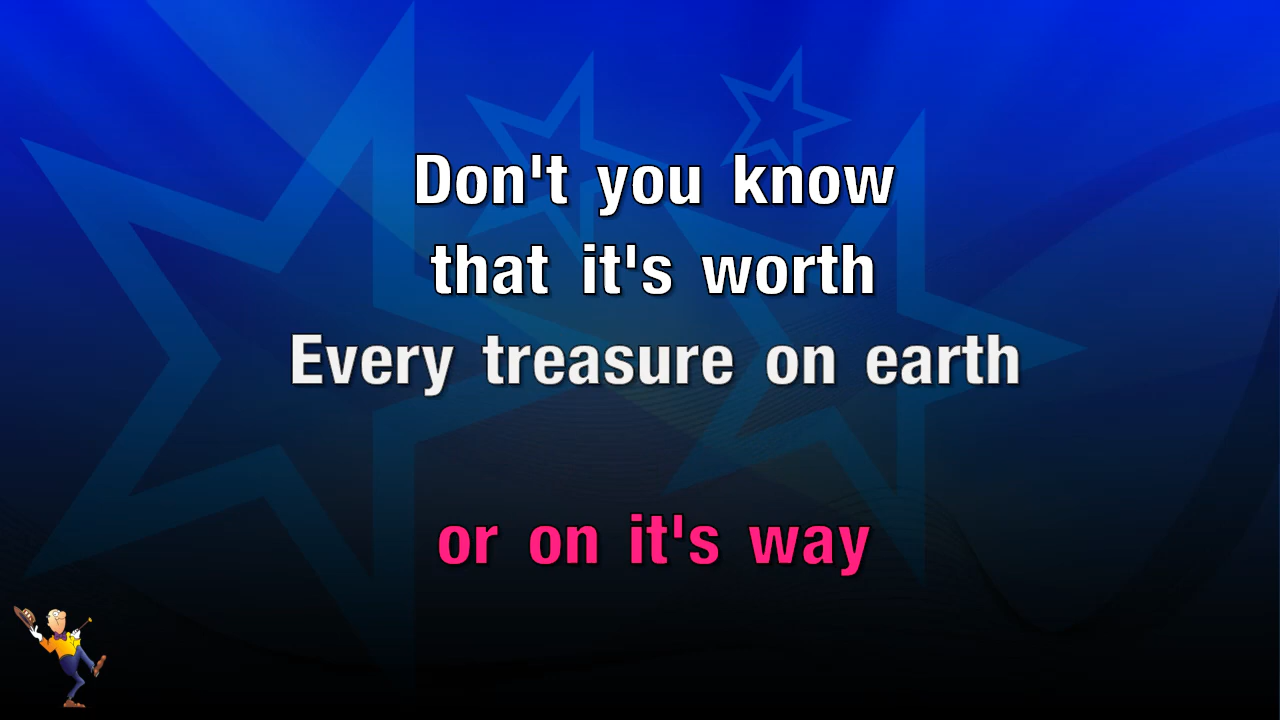 Don't you know
that it's worth
Every treasure on earth
or on it's way